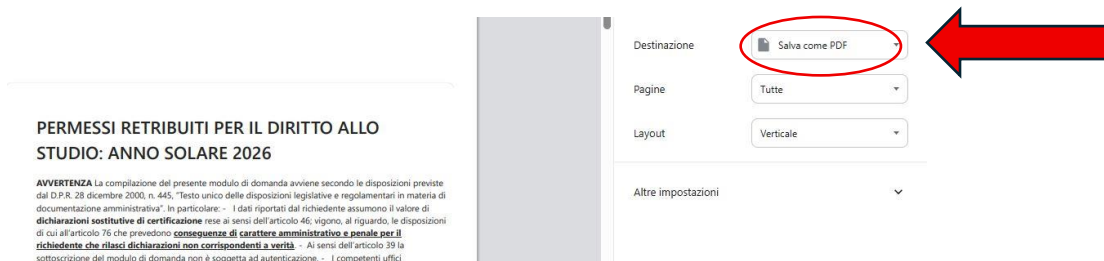 PERMESSI RETRIBUITI PER IL DIRITTO ALLO
STUDIO: ANNO SOLARE 2026
AVVERTENZA La compilazione del presente modulo di domanda avviene secondo le disposizioni previste
dal D.P.R. 28 dicembre 2000, n. 445, "Testo unico delle disposizioni legislative e regolamentari in materia di
documentazione amministrativa". In particolare: - I dati riportati dal richiedente assumono il valore di
dichiarazioni sostitutive di certificazione rese ai sensi dell'articolo 46; vigono, al riguardo, le disposizioni
di cui all'articolo 76 che prevedono conseguenze di carattere amministrativo e penale per il
richiedente che rilasci dichiarazioni non corrispondenti a verità. - Ai sensi dell'articolo 39 la
sottoscrizione del modulo di domanda non è soggetta ad autenticazione. - I competenti uffici
Destinazione
Salva come PDF
Pagine
Tutte
Layout
Verticale
Altre impostazioni